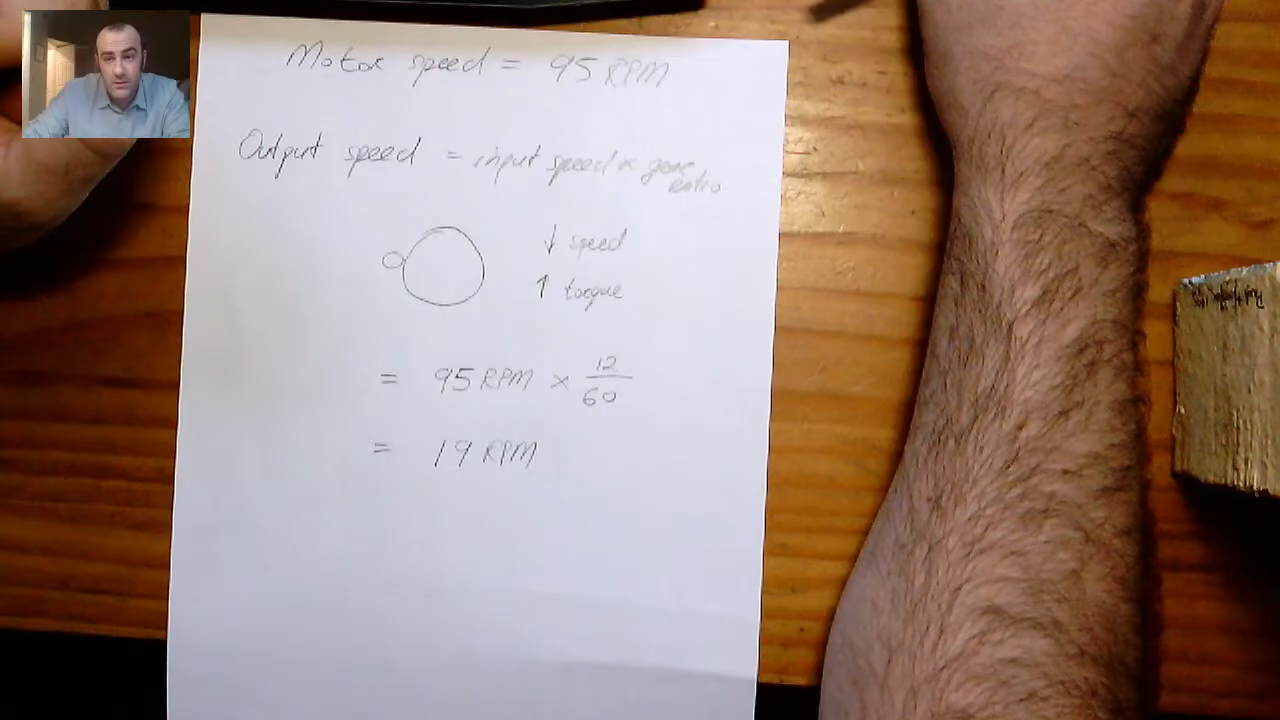 Motor speed = 95 RPM
Output speed = input speed × gear
ratio
↓ speed
↑ torque
= 95 RPM × 12/60
= 19 RPM